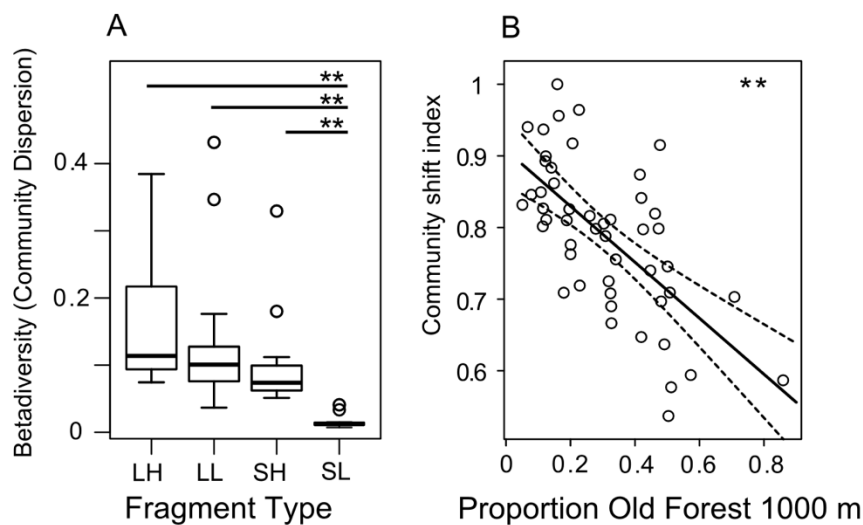 A
Betadiversity (Community Dispersion)
0.4
0.2
0
**
**
**
LH LL SH SL
Fragment Type
B
Community shift index
1
0.9
0.8
0.7
0.6
**
0 0.2 0.4 0.6 0.8
Proportion Old Forest 1000 m